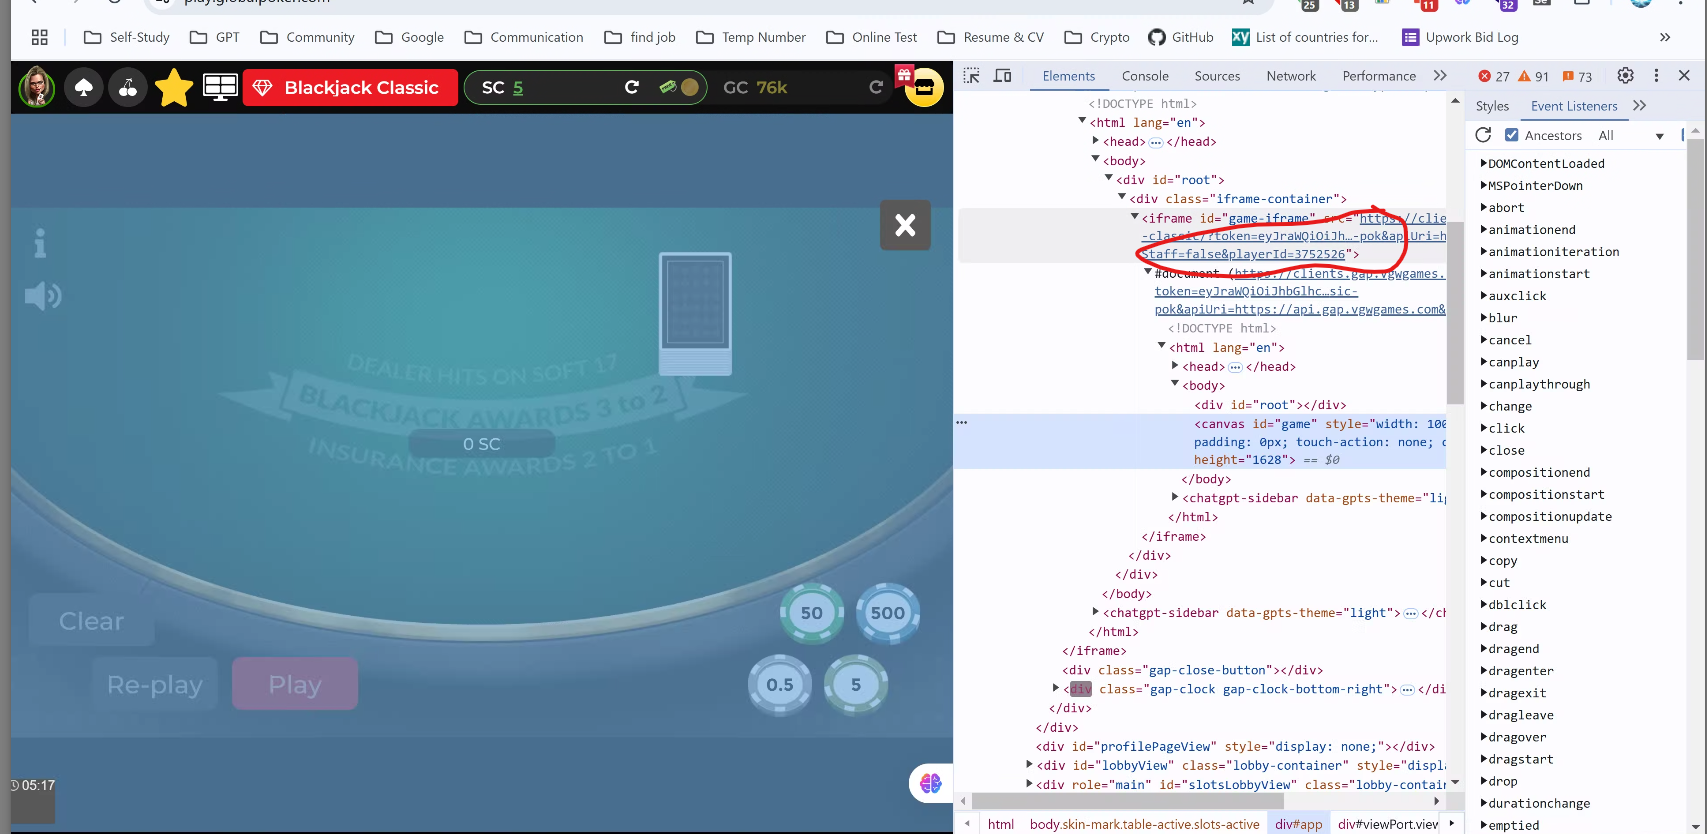 play.globalpoker.com
25
13
11
32
Self-Study
GPT
Community
Google
Communication
find job
Temp Number
Online Test
Resume & CV
Crypto
GitHub
XY List of countries for...
Upwork Bid Log
»
Blackjack Classic
SC 5
GC 76k
DEALER HITS ON SOFT 17
BLACKJACK AWARDS 3 to 2
0 SC
INSURANCE AWARDS 2 TO 1
Clear
Re-play
Play
50
500
0.5
5
05:17
Elements
Console
Sources
Network
Performance
»
27
91
73
<!DOCTYPE html>
<html lang="en">
<head> ⋯ </head>
<body>
<div id="root">
<div class="iframe-container">
<iframe id="game-iframe" src="https://clie
-classic/?token=eyJraWQiOiJh…-pok&apiUri=h
Staff=false&playerId=3752526">
#document (https://clients.gap.vgwgames.
token=eyJraWQiOiJhbGlhc…sic-
pok&apiUri=https://api.gap.vgwgames.com&
<!DOCTYPE html>
<html lang="en">
<head> ⋯ </head>
<body>
<div id="root"></div>
<canvas id="game" style="width: 100
padding: 0px; touch-action: none; c
height="1628"> == $0
</body>
<chatgpt-sidebar data-gpts-theme="lig
</html>
</iframe>
</div>
</div>
</body>
<chatgpt-sidebar data-gpts-theme="light"> ⋯ </ch
</html>
</iframe>
<div class="gap-close-button"></div>
<div class="gap-clock gap-clock-bottom-right"> ⋯ </di
</div>
</div>
<div id="profilePageView" style="display: none;"></div>
<div id="lobbyView" class="lobby-container" style="displa
<div role="main" id="slotsLobbyView" class="lobby-contain
html
body.skin-mark.table-active.slots-active
div#app
div#viewPort.view
Styles
Event Listeners
»
Ancestors
All
DOMContentLoaded
MSPointerDown
abort
animationend
animationiteration
animationstart
auxclick
blur
cancel
canplay
canplaythrough
change
click
close
compositionend
compositionstart
compositionupdate
contextmenu
copy
cut
dblclick
drag
dragend
dragenter
dragexit
dragleave
dragover
dragstart
drop
durationchange
emptied